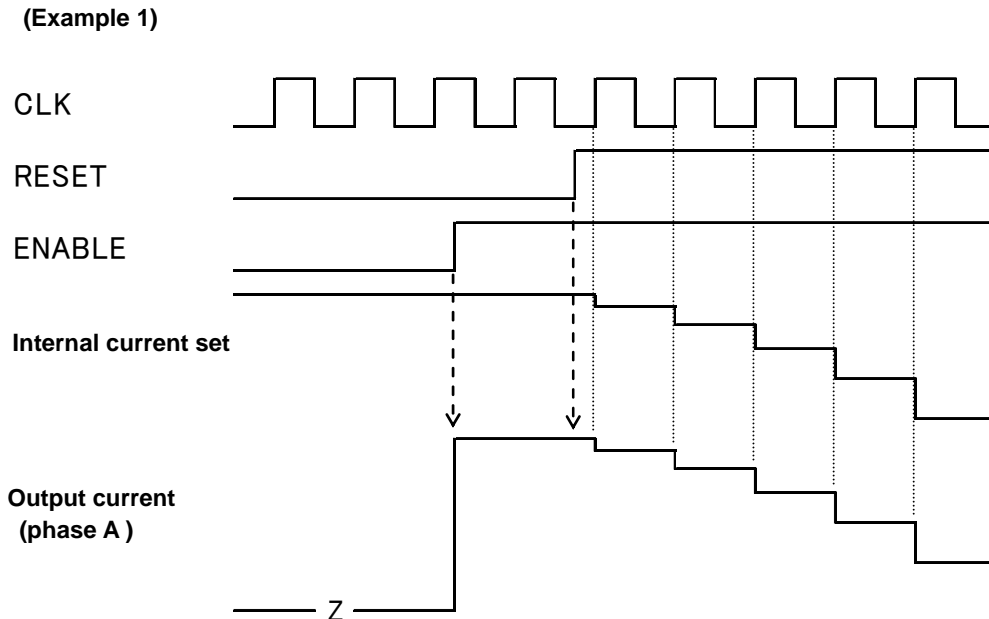 (Example 1)
CLK
RESET
ENABLE
Internal current set
Output current
(phase A )
Z